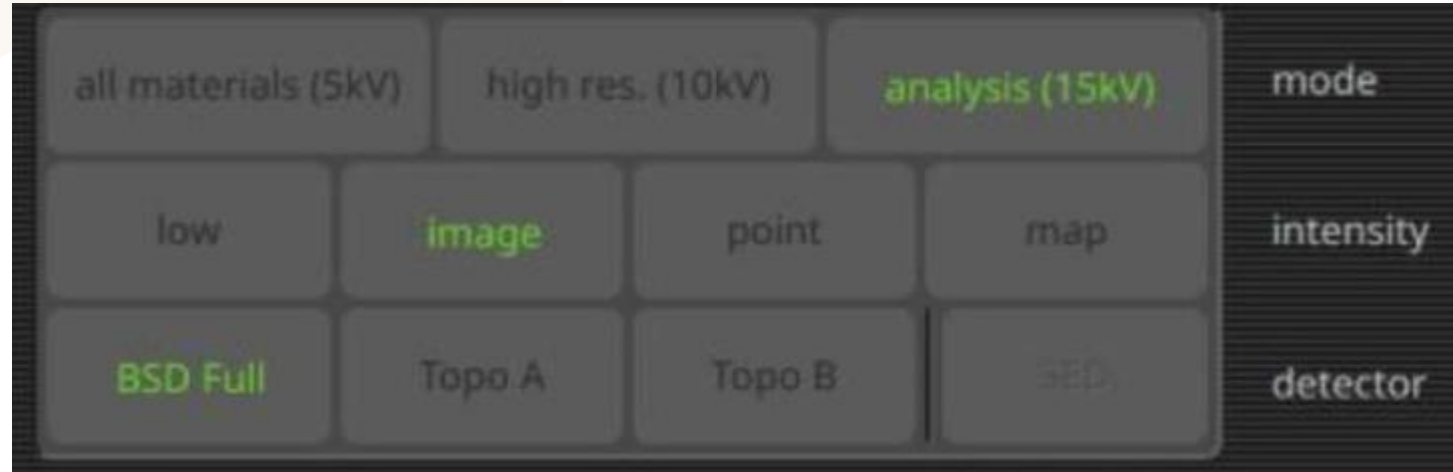 all materials (5kV) high res. (10kV) analysis (15kV) mode
low image point map intensity
BSD Full Topo A Topo B SED detector